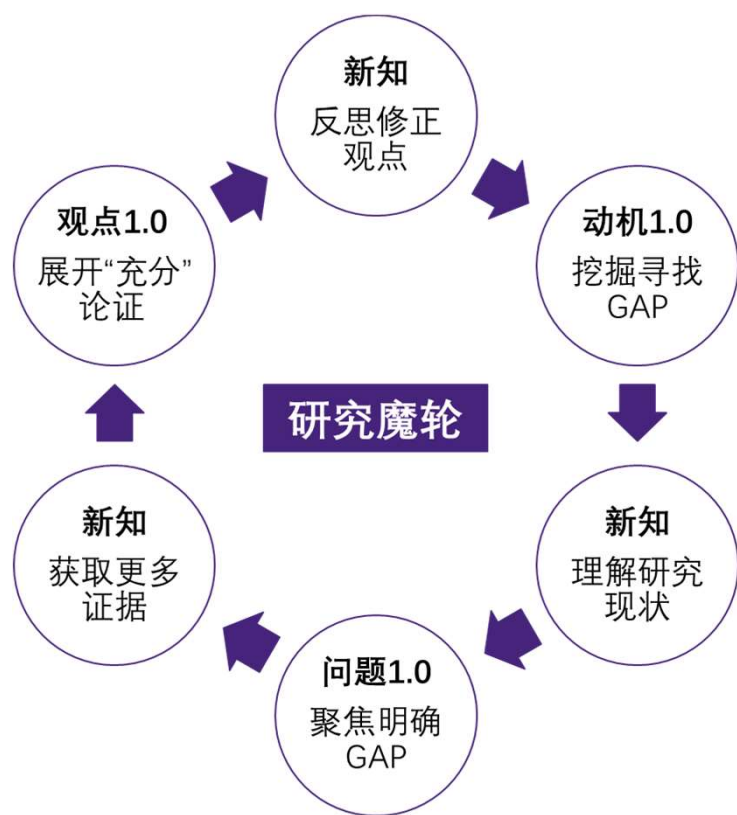 新知
反思修正
观点
动机1.0
挖掘寻找
GAP
新知
理解研究
现状
问题1.0
聚焦明确
GAP
新知
获取更多
证据
观点1.0
展开“充分”
论证
研究魔轮